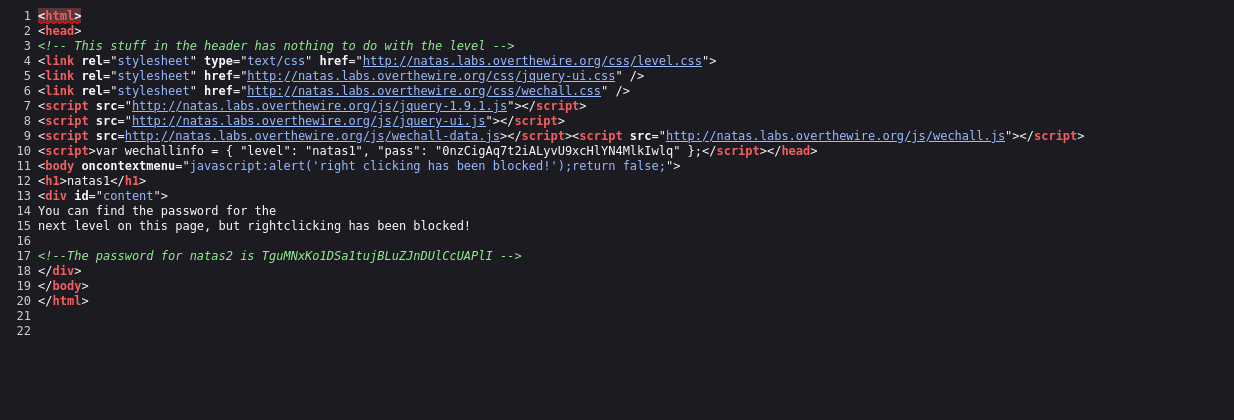 1 <html>
2 <head>
3 <!-- This stuff in the header has nothing to do with the level -->
4 <link rel="stylesheet" type="text/css" href="http://natas.labs.overthewire.org/css/level.css">
5 <link rel="stylesheet" href="http://natas.labs.overthewire.org/css/jquery-ui.css" />
6 <link rel="stylesheet" href="http://natas.labs.overthewire.org/css/wechall.css" />
7 <script src="http://natas.labs.overthewire.org/js/jquery-1.9.1.js"></script>
8 <script src="http://natas.labs.overthewire.org/js/jquery-ui.js"></script>
9 <script src=http://natas.labs.overthewire.org/js/wechall-data.js></script><script src="http://natas.labs.overthewire.org/js/wechall.js"></script>
10 <script>var wechallinfo = { "level": "natas1", "pass": "0nzCigAq7t2iALyvU9xcHlYN4MlkIwlq" };</script></head>
11 <body oncontextmenu="javascript:alert('right clicking has been blocked!');return false;">
12 <h1>natas1</h1>
13 <div id="content">
14 You can find the password for the
15 next level on this page, but rightclicking has been blocked!
16
17 <!--The password for natas2 is TguMNxKo1DSa1tujBLuZJnDUlCcUAPlI -->
18 </div>
19 </body>
20 </html>
21
22